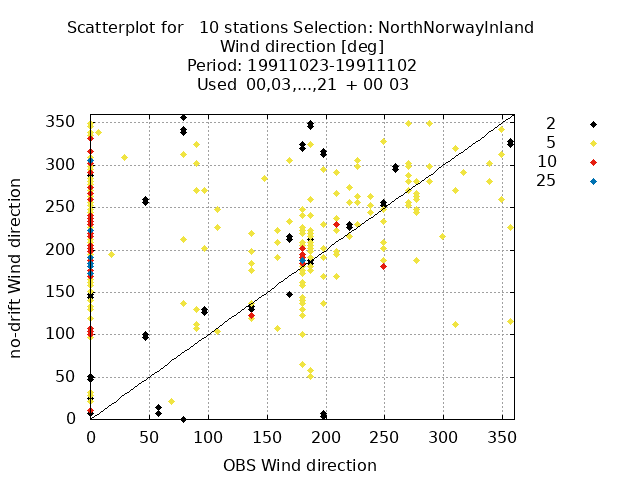 Scatterplot for 10 stations Selection: NorthNorwayInland
Wind direction [deg]
Period: 19911023-19911102
Used 00,03,...,21 + 00 03
no-drift Wind direction
350
300
250
200
150
100
50
0
0 50 100 150 200 250 300 350
OBS Wind direction
2
5
10
25